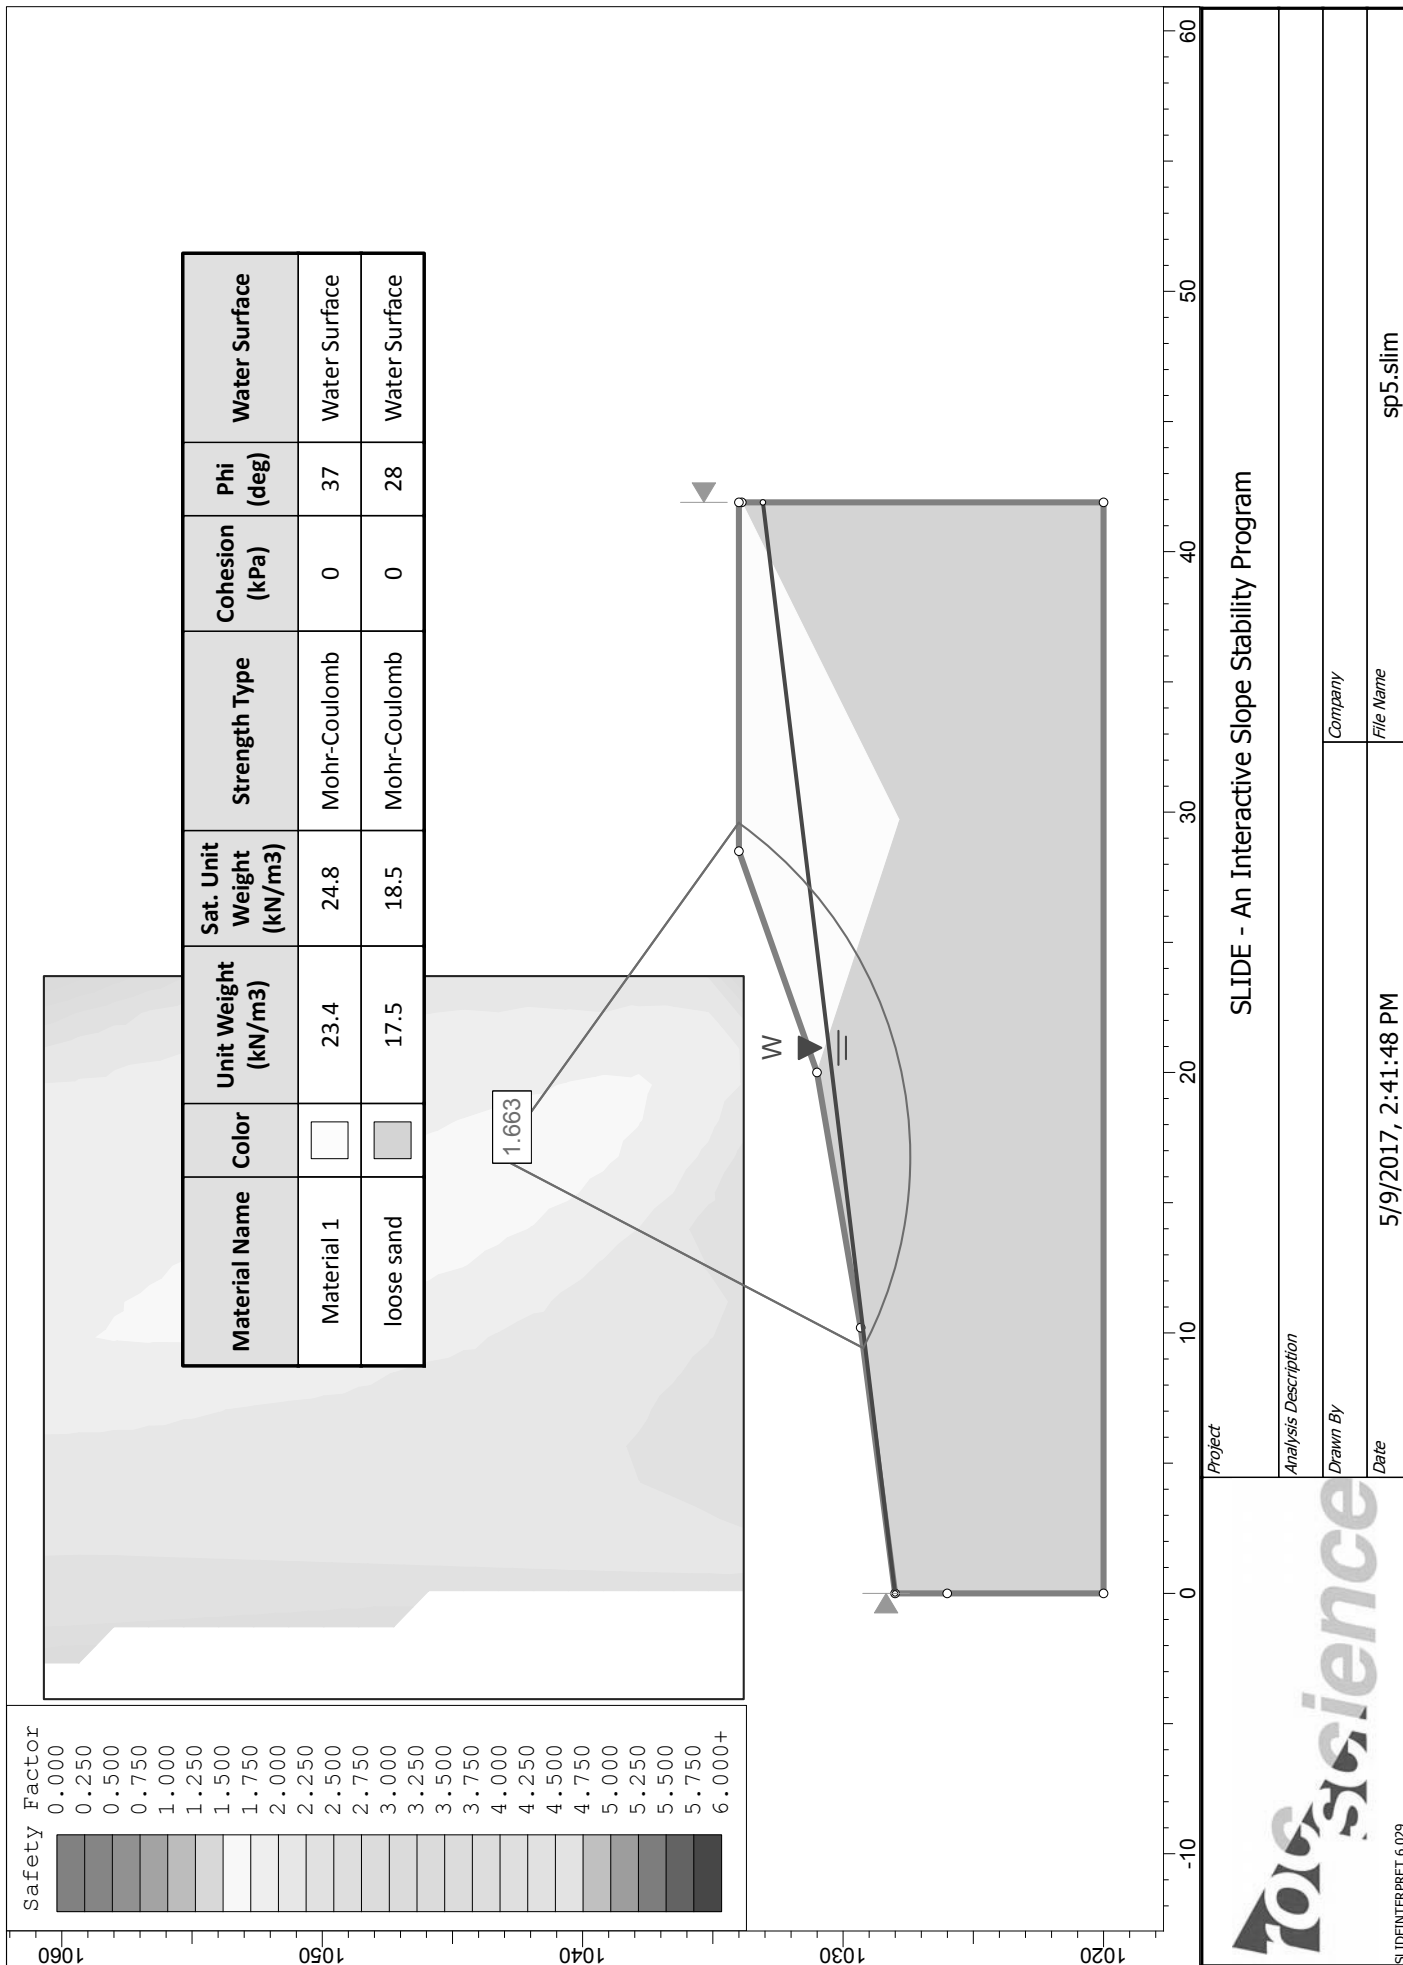 Safety Factor
0.000
0.250
0.500
0.750
1.000
1.250
1.500
1.750
2.000
2.250
2.500
2.750
3.000
3.250
3.500
3.750
4.000
4.250
4.500
4.750
5.000
5.250
5.500
5.750
6.000+
Material Name Color Unit Weight (kN/m3) Sat. Unit Weight (kN/m3) Strength Type Cohesion (kPa) Phi (deg) Water Surface
Material 1 23.4 24.8 Mohr-Coulomb 0 37 Water Surface
loose sand 17.5 18.5 Mohr-Coulomb 0 28 Water Surface
1.663
W
1060
1050
1040
1030
1020
-10 0 10 20 30 40 50 60
rocscience
SLIDEINTERPRET 6.029
Project
SLIDE - An Interactive Slope Stability Program
Analysis Description
Drawn By
Company
Date
5/9/2017, 2:41:48 PM
File Name
sp5.slim